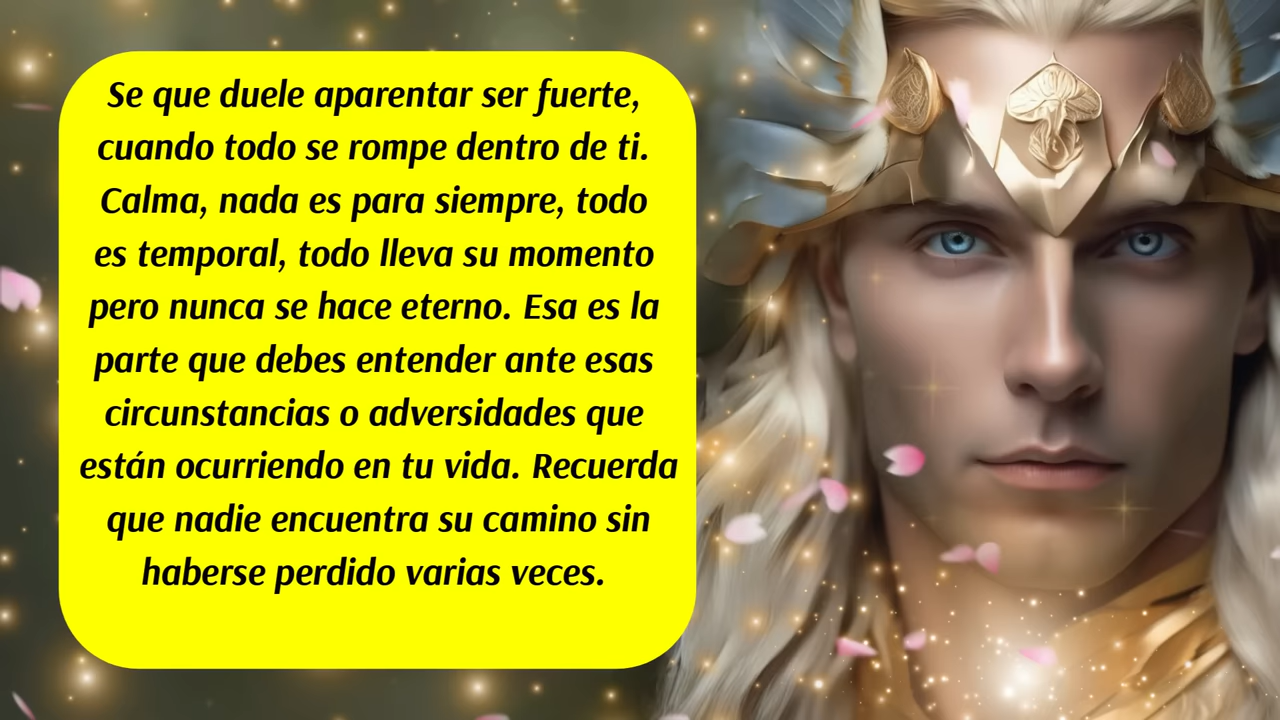 Se que duele aparentar ser fuerte,
cuando todo se rompe dentro de ti.
Calma, nada es para siempre, todo
es temporal, todo lleva su momento
pero nunca se hace eterno. Esa es la
parte que debes entender ante esas
circunstancias o adversidades que
están ocurriendo en tu vida. Recuerda
que nadie encuentra su camino sin
haberse perdido varias veces.